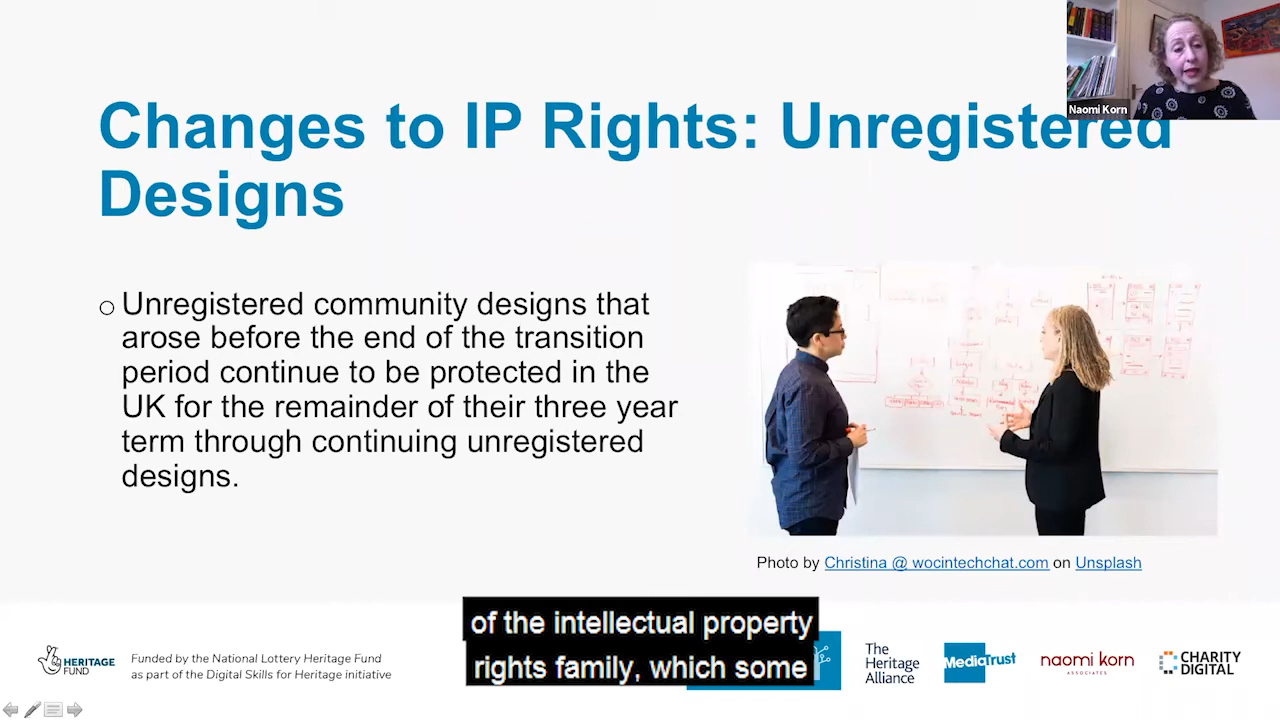 Naomi Korn
Changes to IP Rights: Unregistered
Designs
o Unregistered community designs that
arose before the end of the transition
period continue to be protected in the
UK for the remainder of their three year
term through continuing unregistered
designs.
Photo by Christina @ wocintechchat.com on Unsplash
of the intellectual property
rights family, which some
HERITAGE
FUND
Funded by the National Lottery Heritage Fund
as part of the Digital Skills for Heritage initiative
The
Heritage
Alliance
MediaTrust
naomi korn
ASSOCIATES
CHARITY
DIGITAL